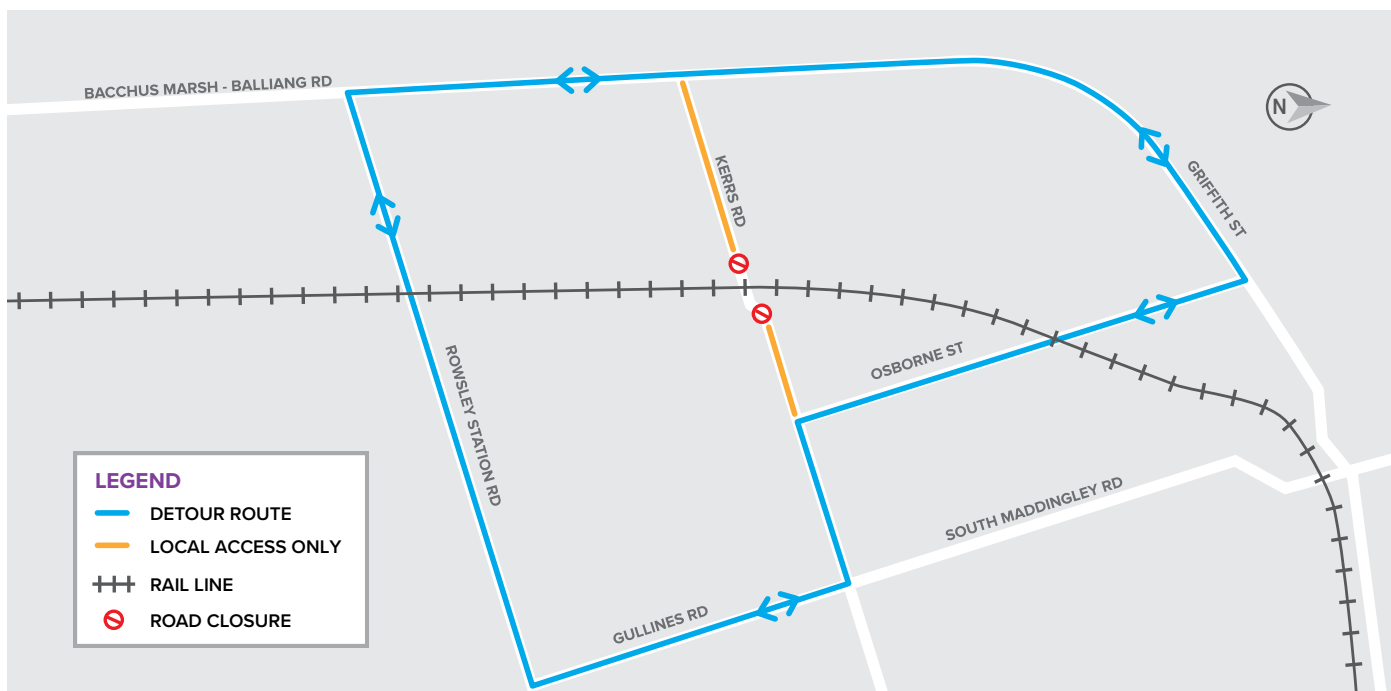 BACCHUS MARSH - BALLIANG RD
N
KERRS RD
GRIFFITH ST
OSBORNE ST
ROWSLEY STATION RD
SOUTH MADDINGLEY RD
GULLINES RD
LEGEND
DETOUR ROUTE
LOCAL ACCESS ONLY
RAIL LINE
ROAD CLOSURE